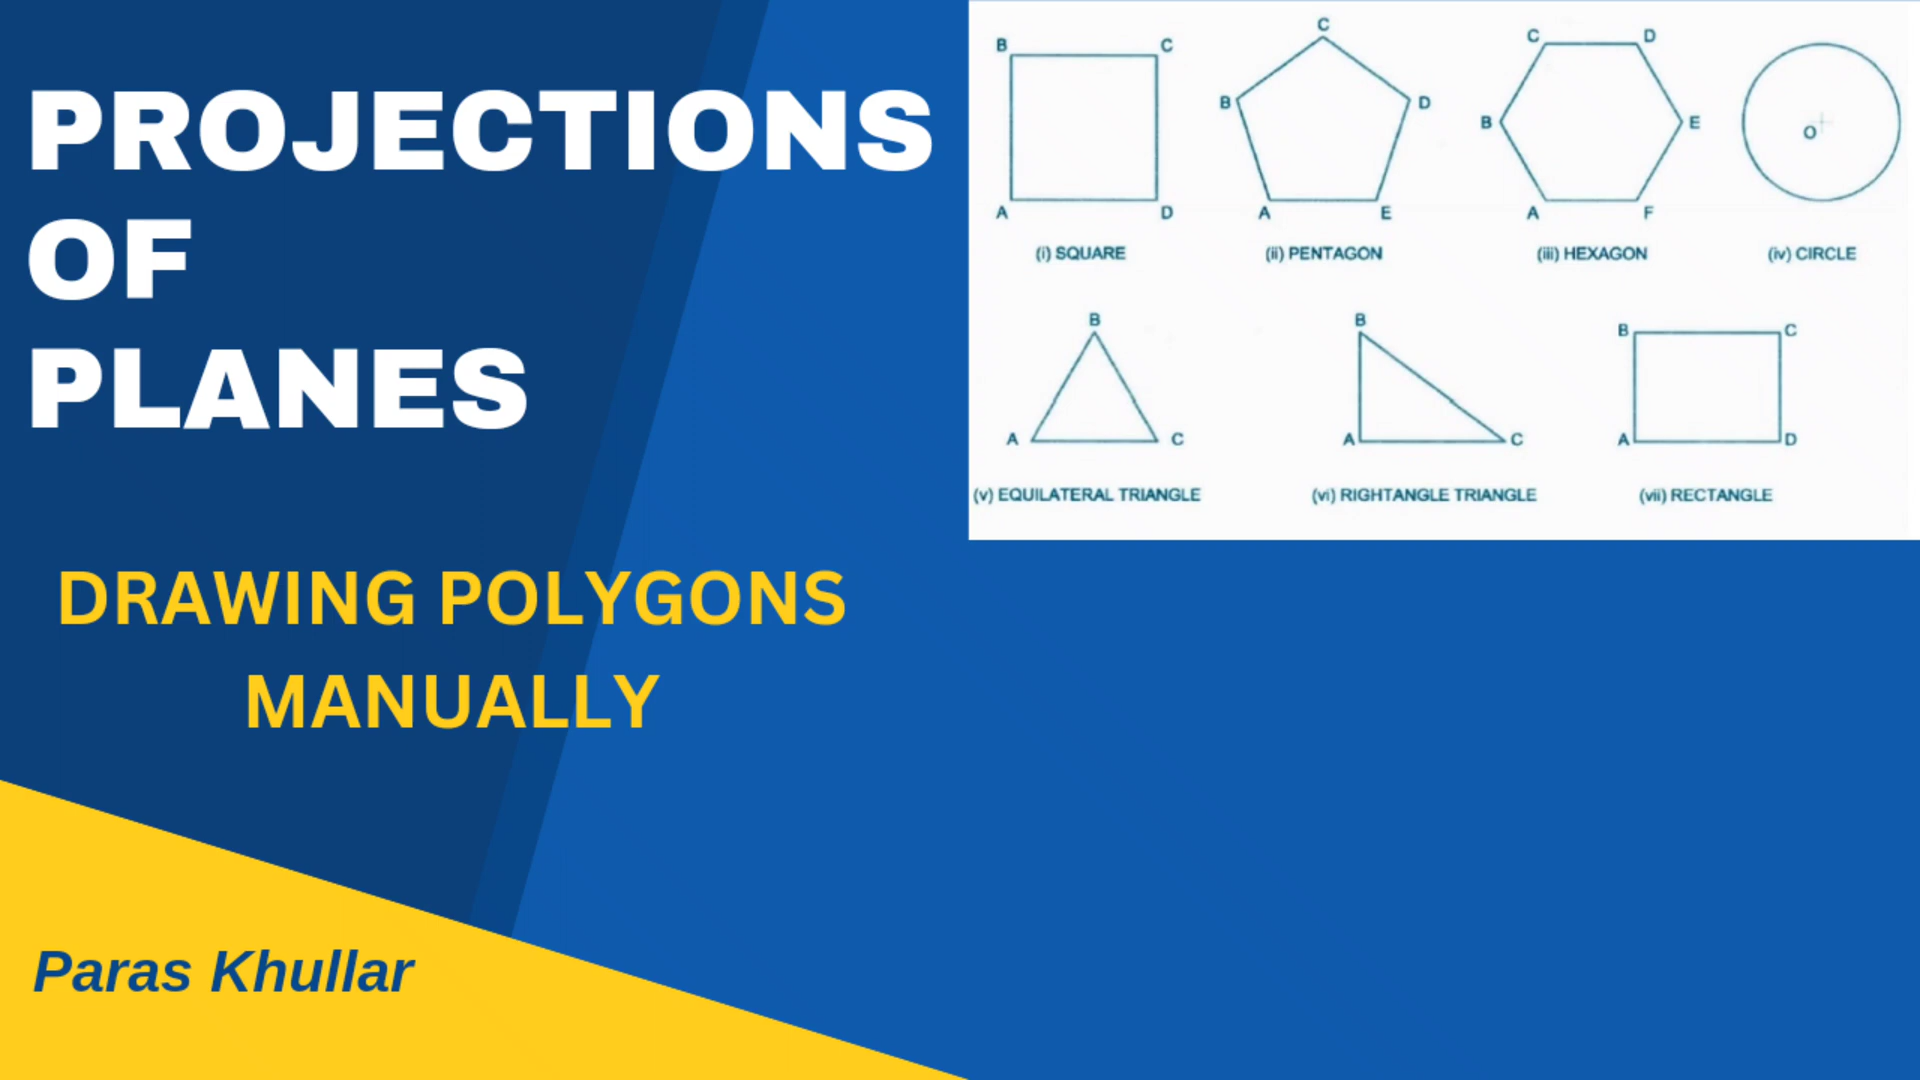 PROJECTIONS
OF
PLANES
DRAWING POLYGONS
MANUALLY
Paras Khullar
B C
A D
(i) SQUARE
C
B D
A E
(ii) PENTAGON
C D
B E
A F
(iii) HEXAGON
O
(iv) CIRCLE
B
A C
(v) EQUILATERAL TRIANGLE
B
A C
(vi) RIGHTANGLE TRIANGLE
B C
A D
(vii) RECTANGLE